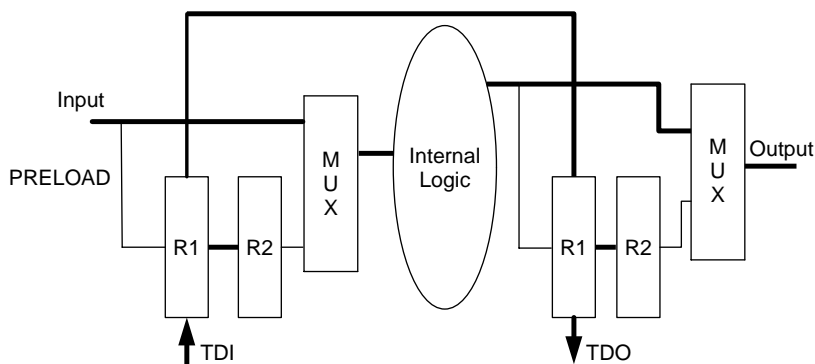 Input
PRELOAD
M
U
X
Internal
Logic
M
U
X
Output
R1
R2
R1
R2
TDI
TDO